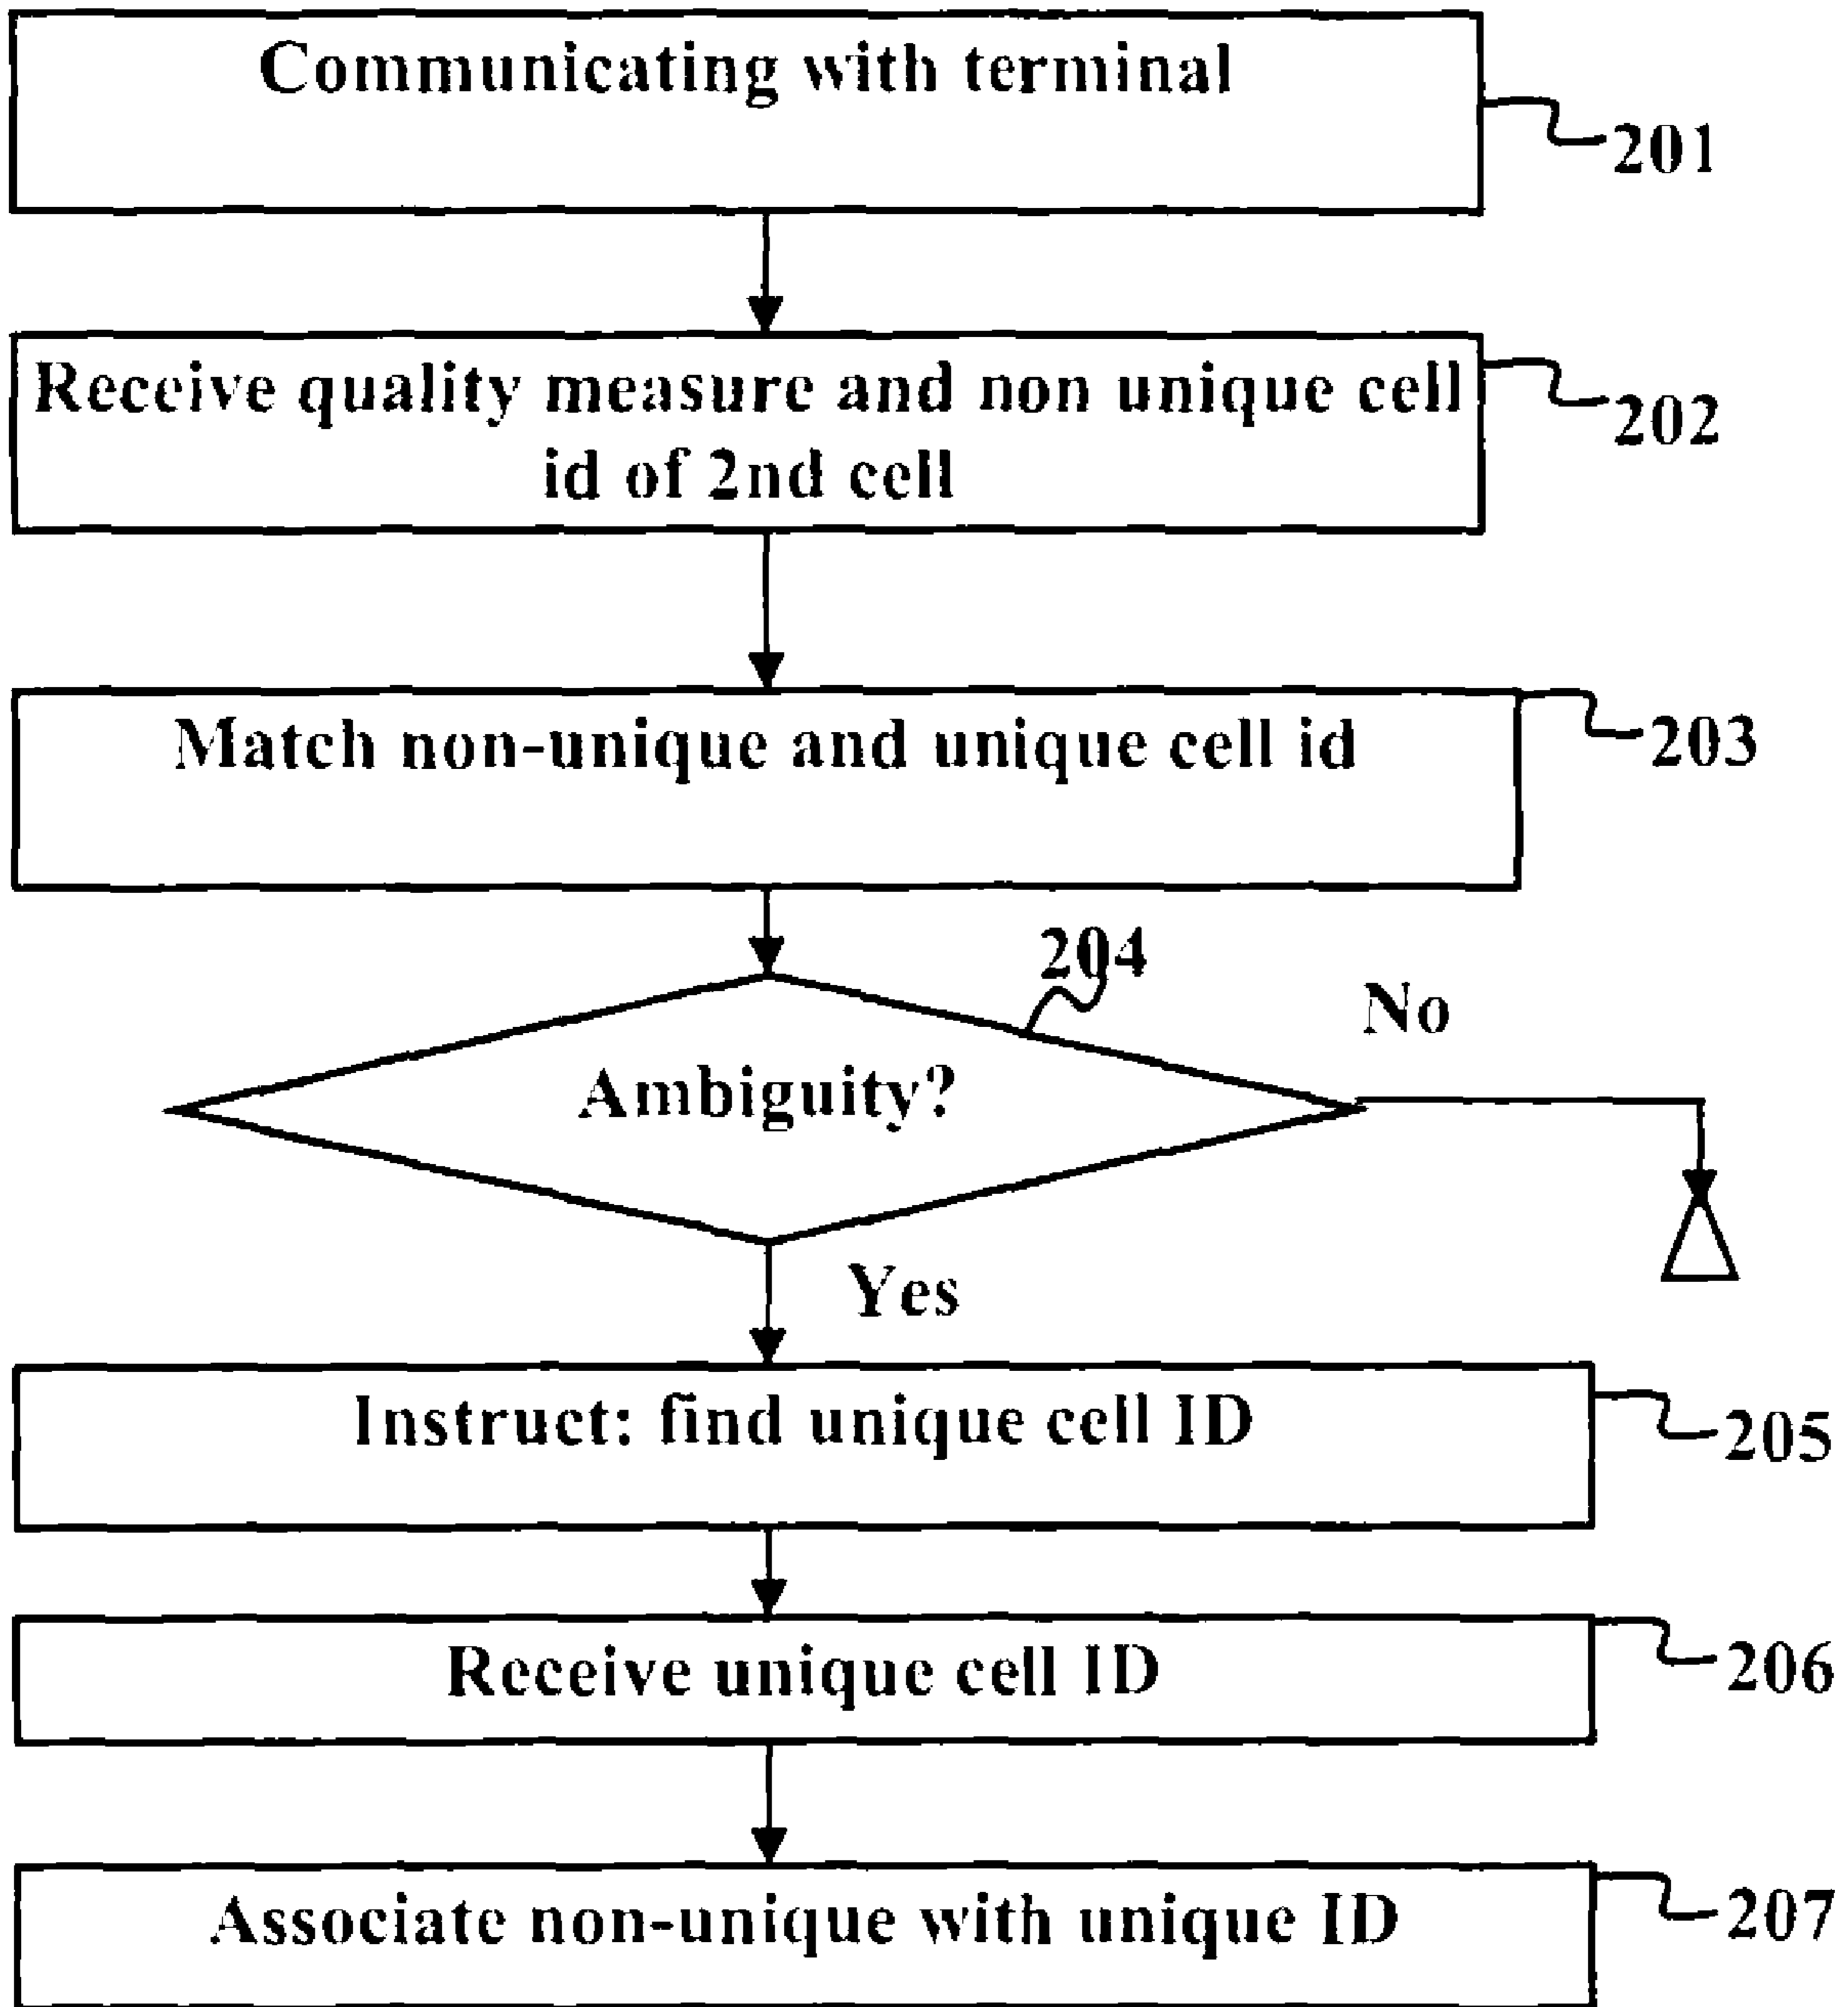 Communicating with terminal
201
Receive quality measure and non unique cell
id of 2nd cell
202
Match non-unique and unique cell id
203
204
No
Ambiguity?
Yes
Instruct: find unique cell ID
205
Receive unique cell ID
206
Associate non-unique with unique ID
207